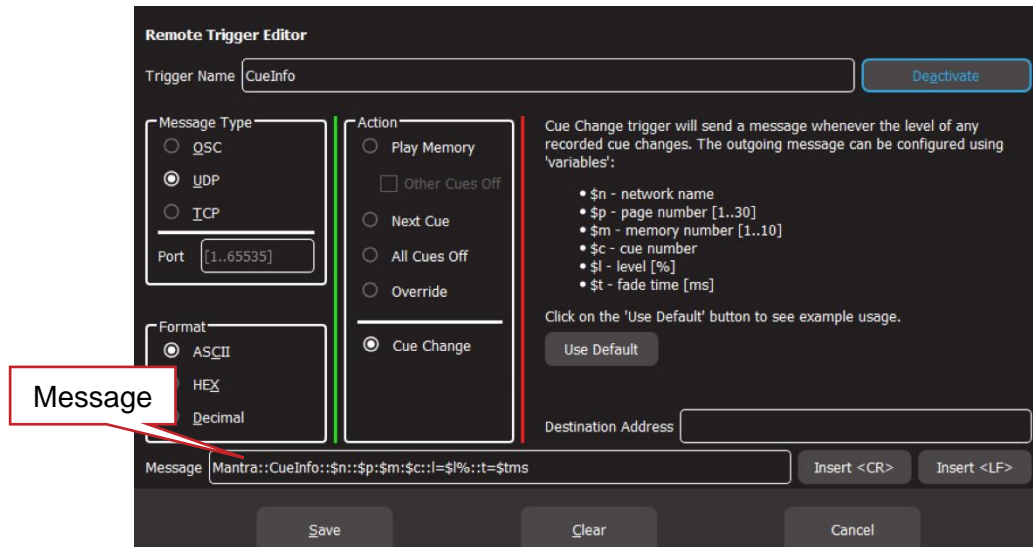 Remote Trigger Editor
Trigger Name CueInfo Deactivate
Message Type
OSC
UDP
TCP
Port [1..65535]
Format
ASCII
HEX
Decimal
Action
Play Memory
Other Cues Off
Next Cue
All Cues Off
Override
Cue Change
Cue Change trigger will send a message whenever the level of any
recorded cue changes. The outgoing message can be configured using
'variables':
• $n - network name
• $p - page number [1..30]
• $m - memory number [1..10]
• $c - cue number
• $l - level [%]
• $t - fade time [ms]
Click on the 'Use Default' button to see example usage.
Use Default
Destination Address
Message
Message Mantra::CueInfo::$n::$p:$m:$c::l=$l%::t=$tms Insert <CR> Insert <LF>
Save Clear Cancel